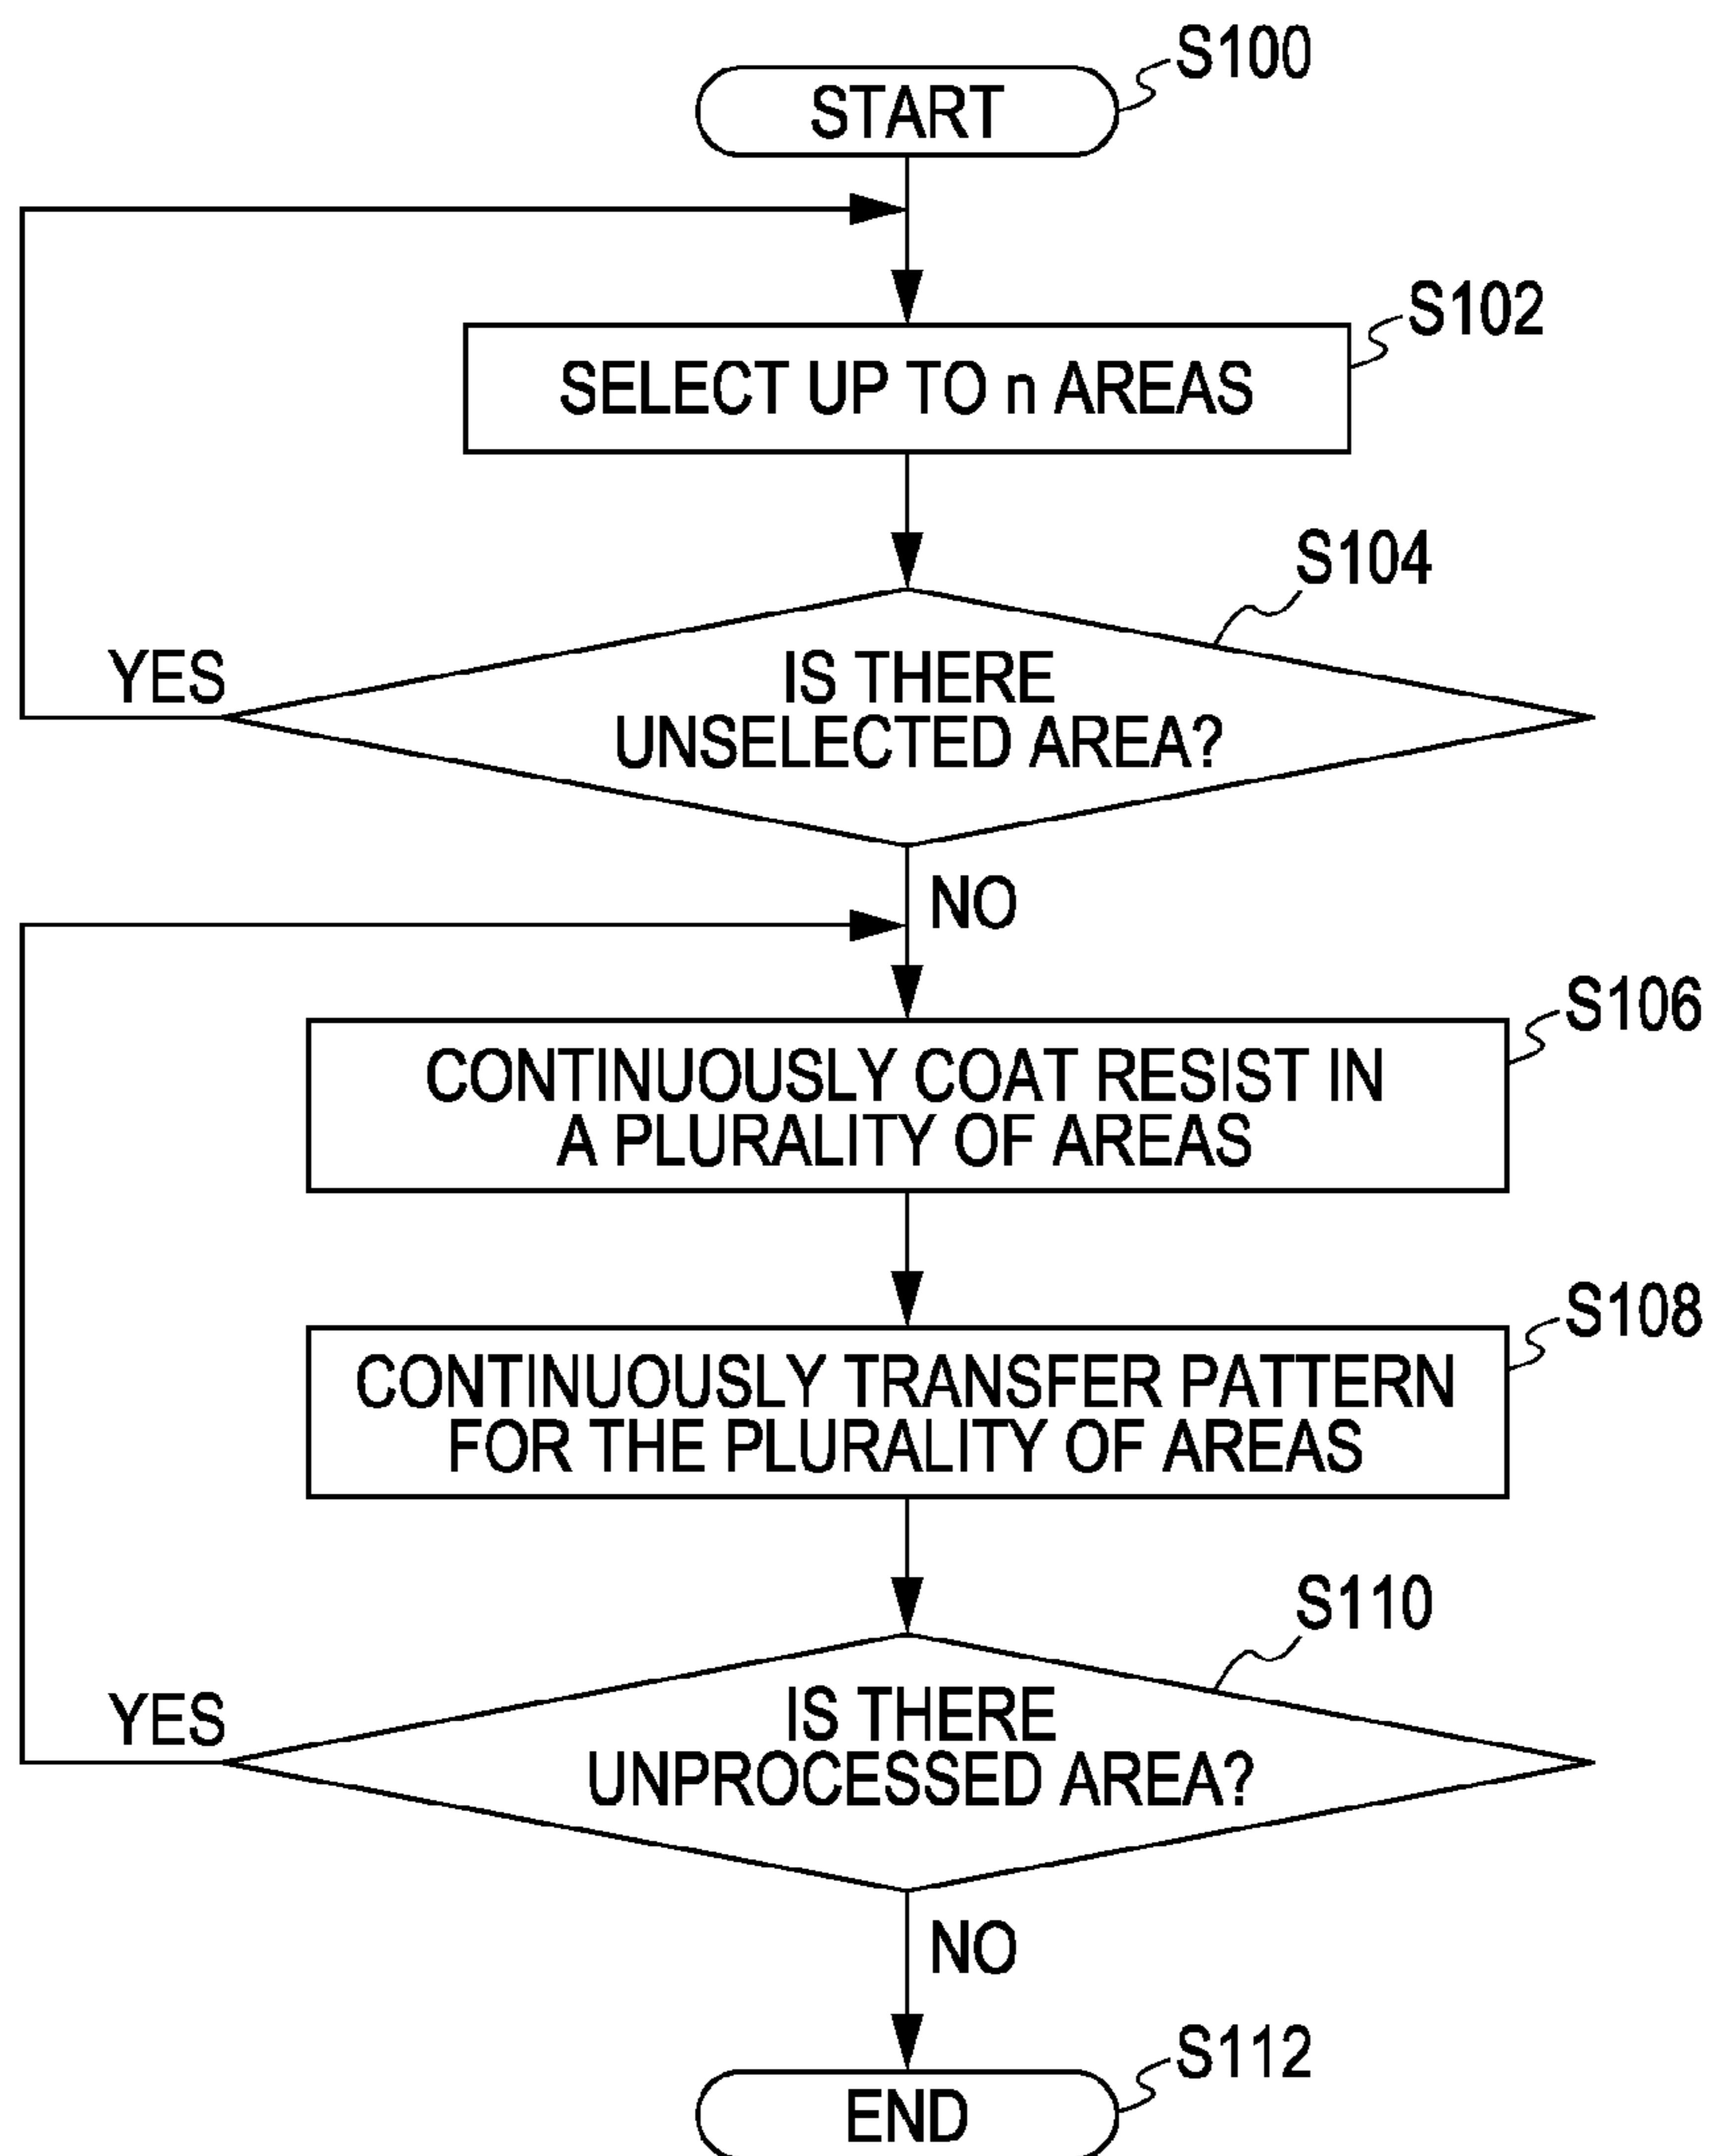 S100
START
S102
SELECT UP TO n AREAS
S104
YES
IS THERE
UNSELECTED AREA?
NO
S106
CONTINUOUSLY COAT RESIST IN
A PLURALITY OF AREAS
S108
CONTINUOUSLY TRANSFER PATTERN
FOR THE PLURALITY OF AREAS
S110
YES
IS THERE
UNPROCESSED AREA?
NO
S112
END